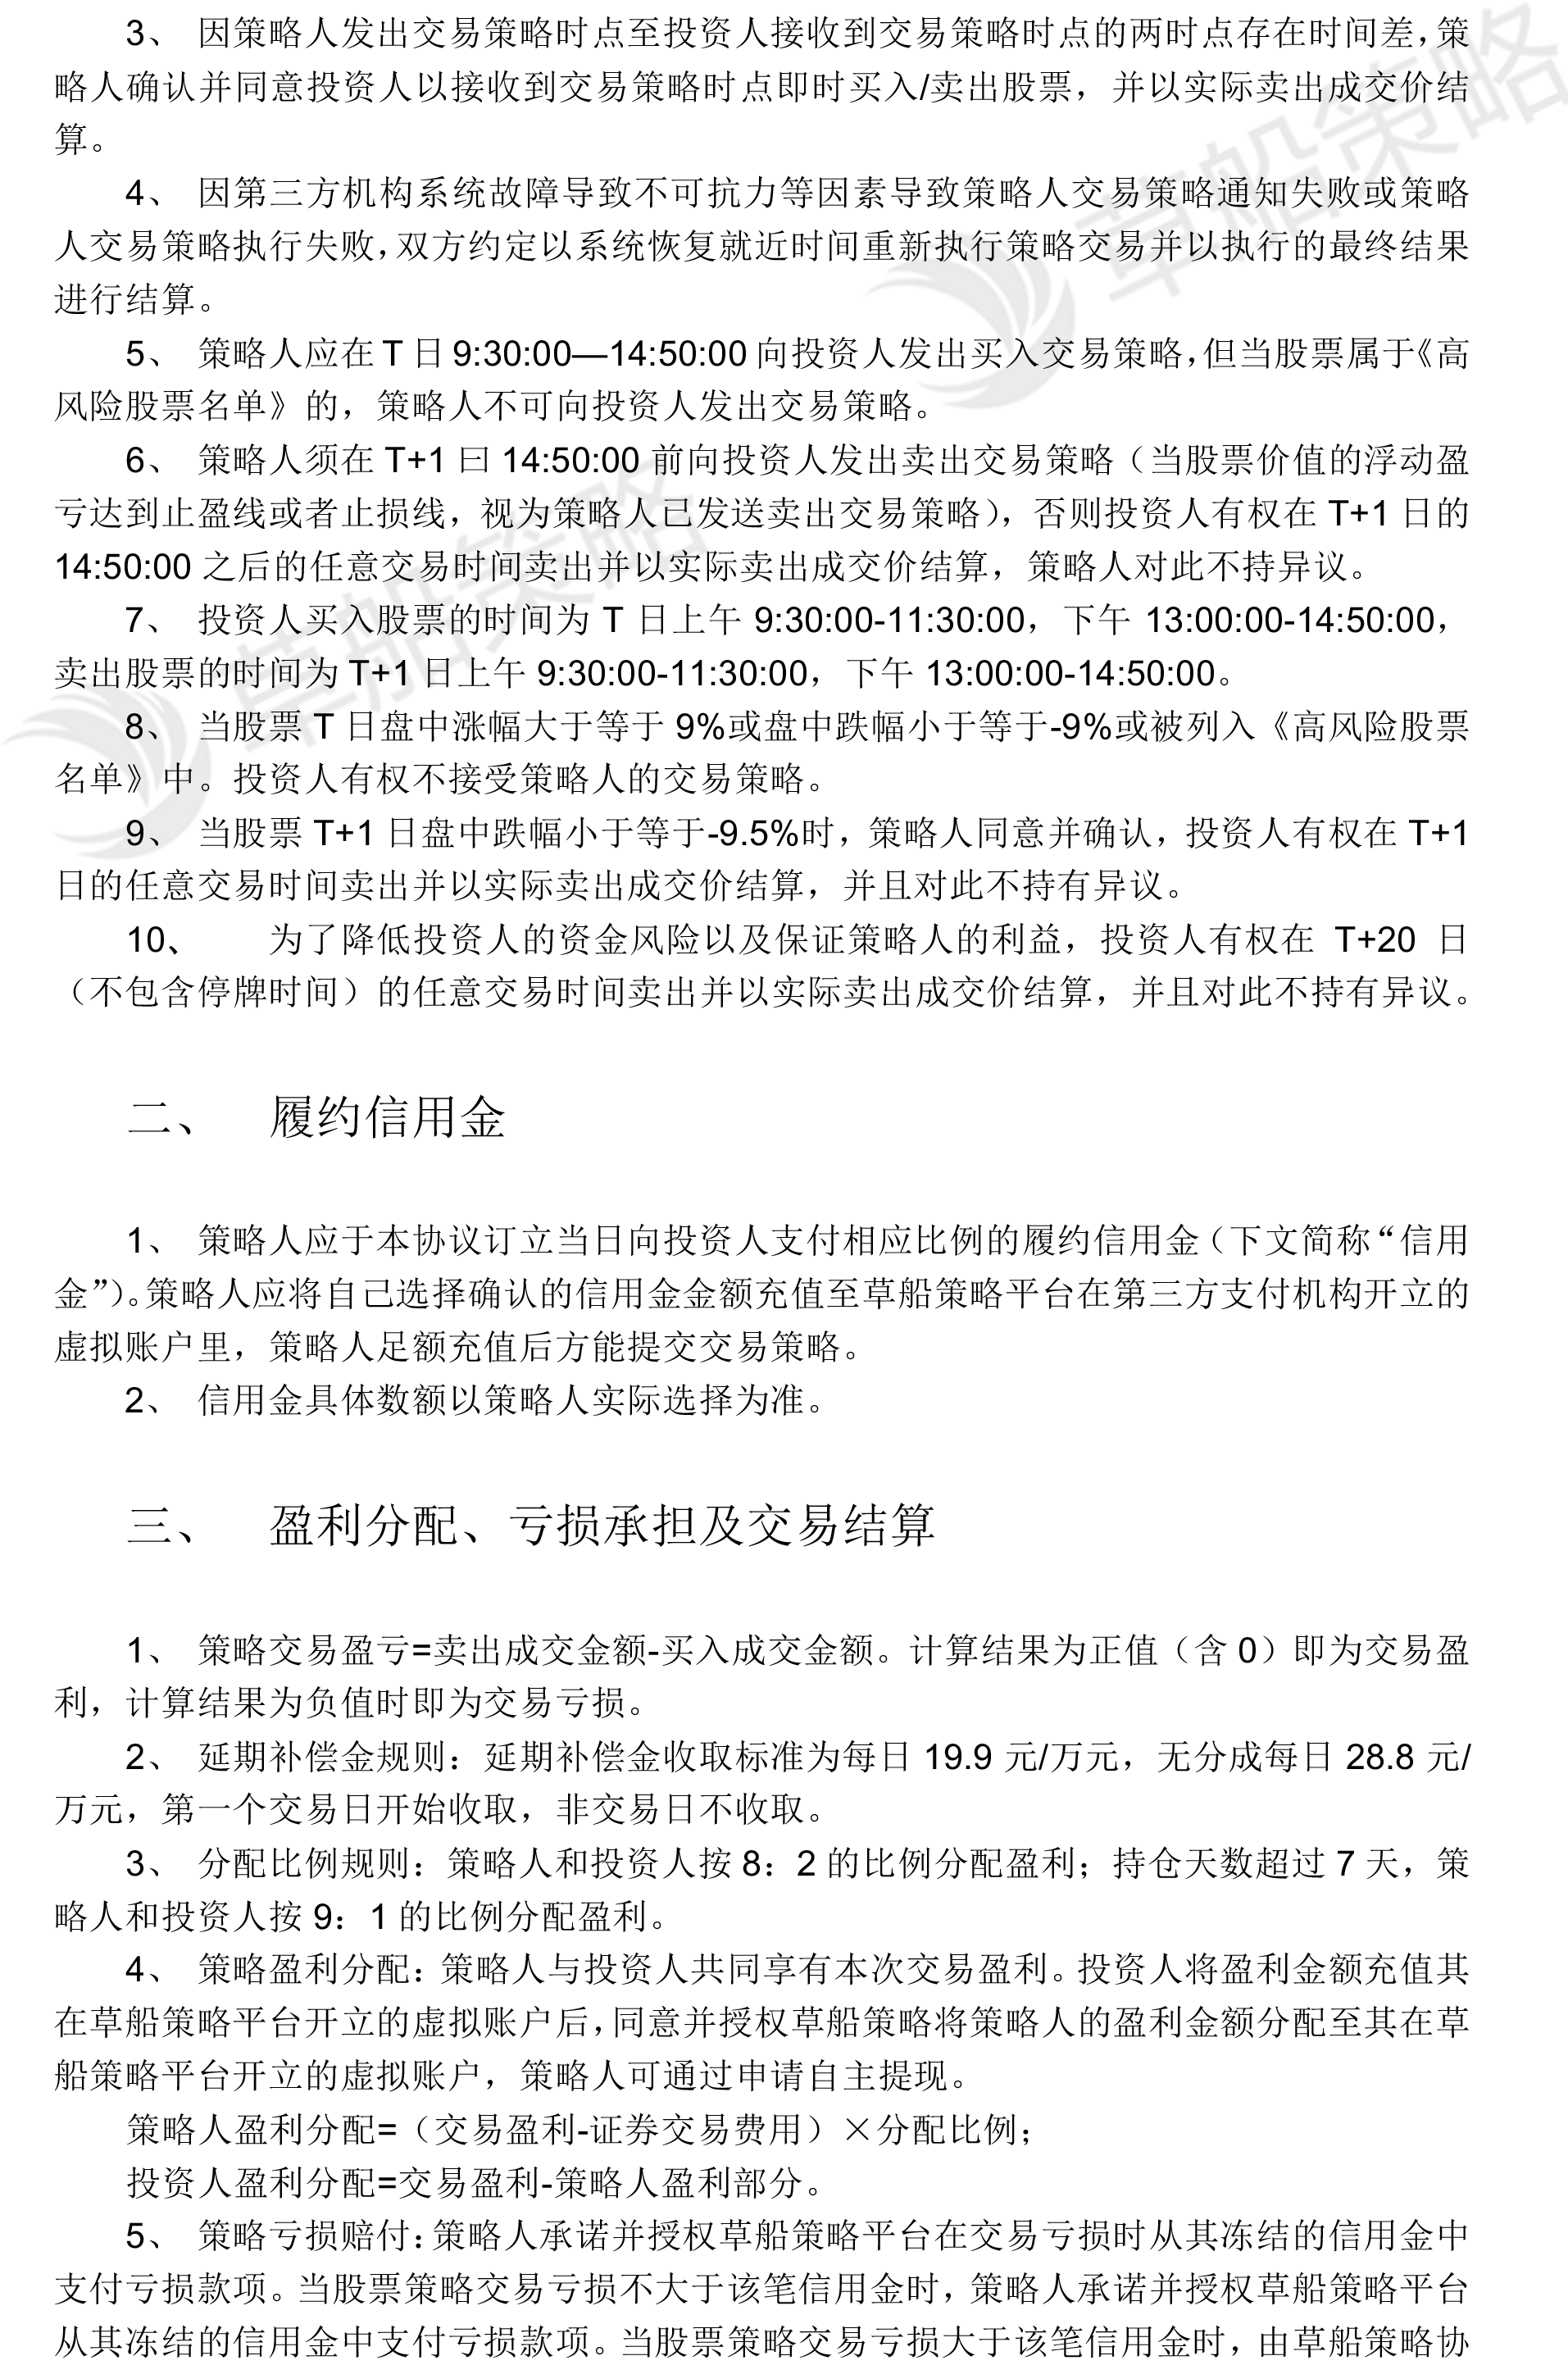 3、 因策略人发出交易策略时点至投资人接收到交易策略时点的两时点存在时间差，策
略人确认并同意投资人以接收到交易策略时点即时买入/卖出股票，并以实际卖出成交价结
算。
4、 因第三方机构系统故障导致不可抗力等因素导致策略人交易策略通知失败或策略
人交易策略执行失败，双方约定以系统恢复就近时间重新执行策略交易并以执行的最终结果
进行结算。
5、 策略人应在 T 日 9:30:00—14:50:00 向投资人发出买入交易策略，但当股票属于《高
风险股票名单》的，策略人不可向投资人发出交易策略。
6、 策略人须在 T+1 曰 14:50:00 前向投资人发出卖出交易策略（当股票价值的浮动盈
亏达到止盈线或者止损线，视为策略人已发送卖出交易策略），否则投资人有权在 T+1 日的
14:50:00 之后的任意交易时间卖出并以实际卖出成交价结算，策略人对此不持异议。
7、 投资人买入股票的时间为 T 日上午 9:30:00-11:30:00，下午 13:00:00-14:50:00，
卖出股票的时间为 T+1 日上午 9:30:00-11:30:00，下午 13:00:00-14:50:00。
8、 当股票 T 日盘中涨幅大于等于 9%或盘中跌幅小于等于-9%或被列入《高风险股票
名单》中。投资人有权不接受策略人的交易策略。
9、 当股票 T+1 日盘中跌幅小于等于-9.5%时，策略人同意并确认，投资人有权在 T+1
日的任意交易时间卖出并以实际卖出成交价结算，并且对此不持有异议。
10、 为了降低投资人的资金风险以及保证策略人的利益，投资人有权在 T+20 日
（不包含停牌时间）的任意交易时间卖出并以实际卖出成交价结算，并且对此不持有异议。
二、 履约信用金
1、 策略人应于本协议订立当日向投资人支付相应比例的履约信用金（下文简称“信用
金”）。策略人应将自己选择确认的信用金金额充值至草船策略平台在第三方支付机构开立的
虚拟账户里，策略人足额充值后方能提交交易策略。
2、 信用金具体数额以策略人实际选择为准。
三、 盈利分配、亏损承担及交易结算
1、 策略交易盈亏=卖出成交金额-买入成交金额。计算结果为正值（含 0）即为交易盈
利，计算结果为负值时即为交易亏损。
2、 延期补偿金规则：延期补偿金收取标准为每日 19.9 元/万元，无分成每日 28.8 元/
万元，第一个交易日开始收取，非交易日不收取。
3、 分配比例规则：策略人和投资人按 8：2 的比例分配盈利；持仓天数超过 7 天，策
略人和投资人按 9：1 的比例分配盈利。
4、 策略盈利分配：策略人与投资人共同享有本次交易盈利。投资人将盈利金额充值其
在草船策略平台开立的虚拟账户后，同意并授权草船策略将策略人的盈利金额分配至其在草
船策略平台开立的虚拟账户，策略人可通过申请自主提现。
策略人盈利分配=（交易盈利-证券交易费用）×分配比例；
投资人盈利分配=交易盈利-策略人盈利部分。
5、 策略亏损赔付：策略人承诺并授权草船策略平台在交易亏损时从其冻结的信用金中
支付亏损款项。当股票策略交易亏损不大于该笔信用金时，策略人承诺并授权草船策略平台
从其冻结的信用金中支付亏损款项。当股票策略交易亏损大于该笔信用金时，由草船策略协
草船策略
草船策略